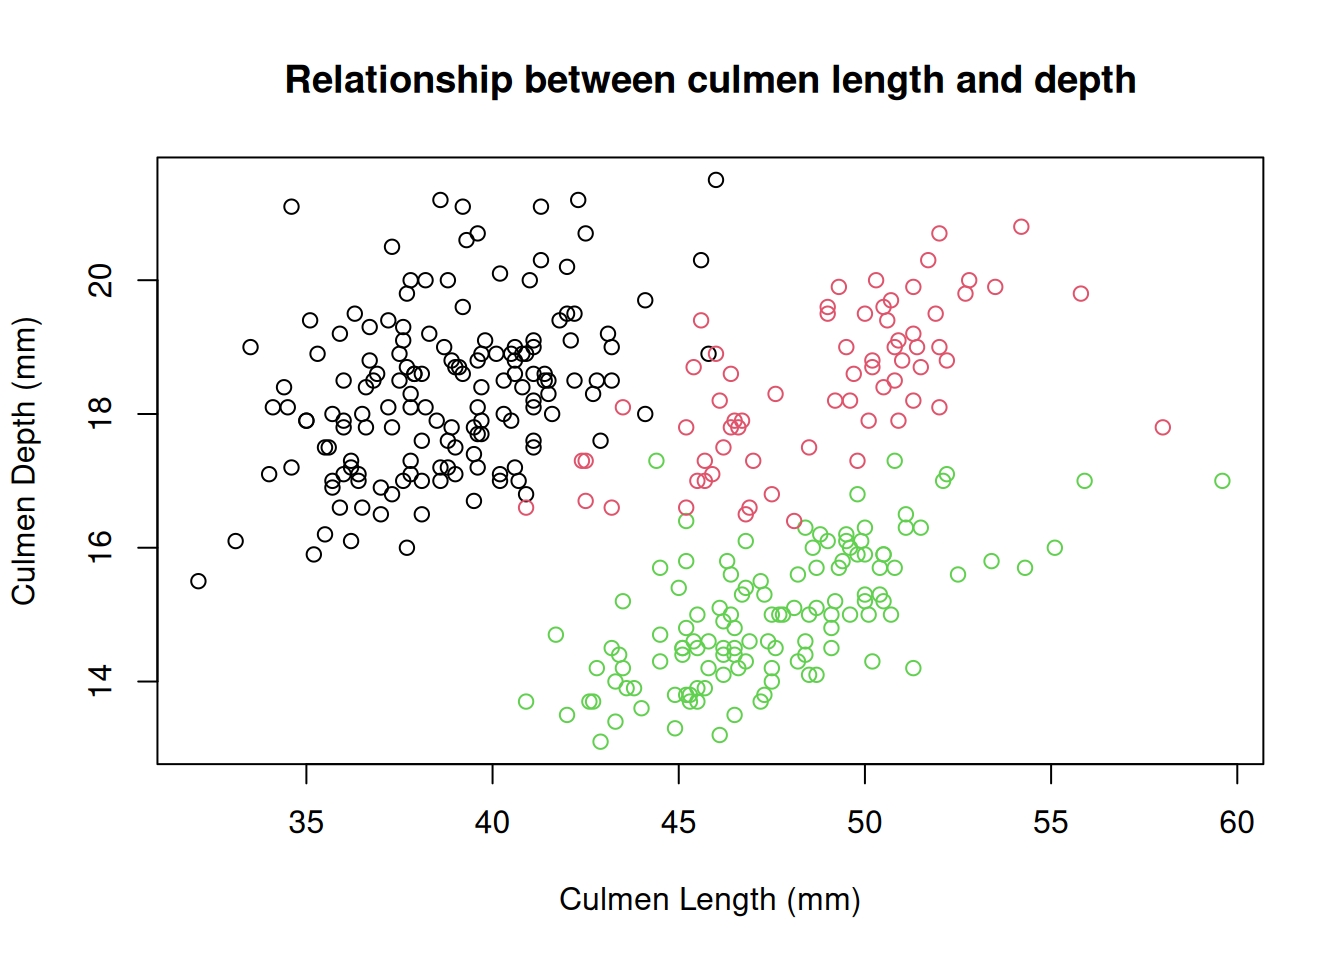 Relationship between culmen length and depth
Culmen Depth (mm)
20
18
16
14
35 40 45 50 55 60
Culmen Length (mm)